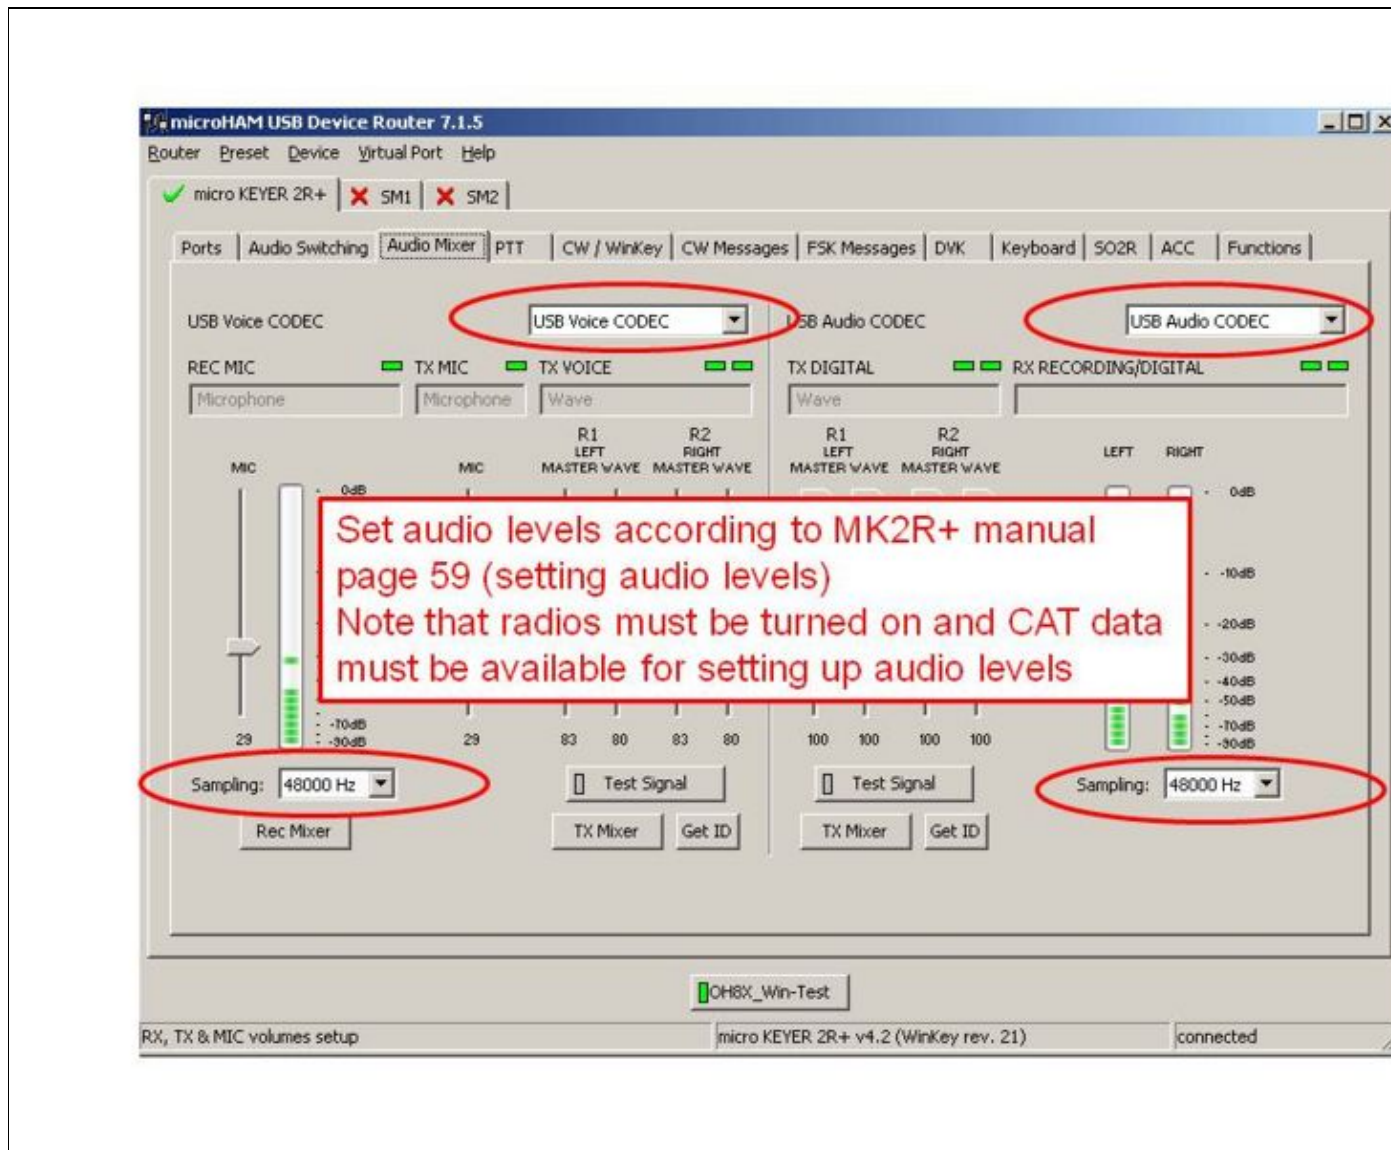 microHAM USB Device Router 7.1.5
Router Preset Device Virtual Port Help
micro KEYER 2R+ SM1 SM2
Ports Audio Switching Audio Mixer PTT CW / WinKey CW Messages FSK Messages DVK Keyboard SO2R ACC Functions
USB Voice CODEC USB Voice CODEC USB Audio CODEC USB Audio CODEC
REC MIC TX MIC TX VOICE TX DIGITAL RX RECORDING/DIGITAL
Microphone Microphone Wave Wave
R1 R2 R1 R2
LEFT RIGHT LEFT RIGHT LEFT RIGHT
MIC MIC MASTER WAVE MASTER WAVE MASTER WAVE MASTER WAVE
0dB 0dB
Set audio levels according to MK2R+ manual
page 59 (setting audio levels)
Note that radios must be turned on and CAT data
must be available for setting up audio levels
-10dB
-20dB
-30dB
-40dB
-50dB
-70dB -70dB
-90dB -90dB
29 29 83 80 83 80 100 100 100 100
Sampling: 48000 Hz Test Signal Test Signal Sampling: 48000 Hz
Rec Mixer TX Mixer Get ID TX Mixer Get ID
OH8X_Win-Test
RX, TX & MIC volumes setup micro KEYER 2R+ v4.2 (WinKey rev. 21) connected